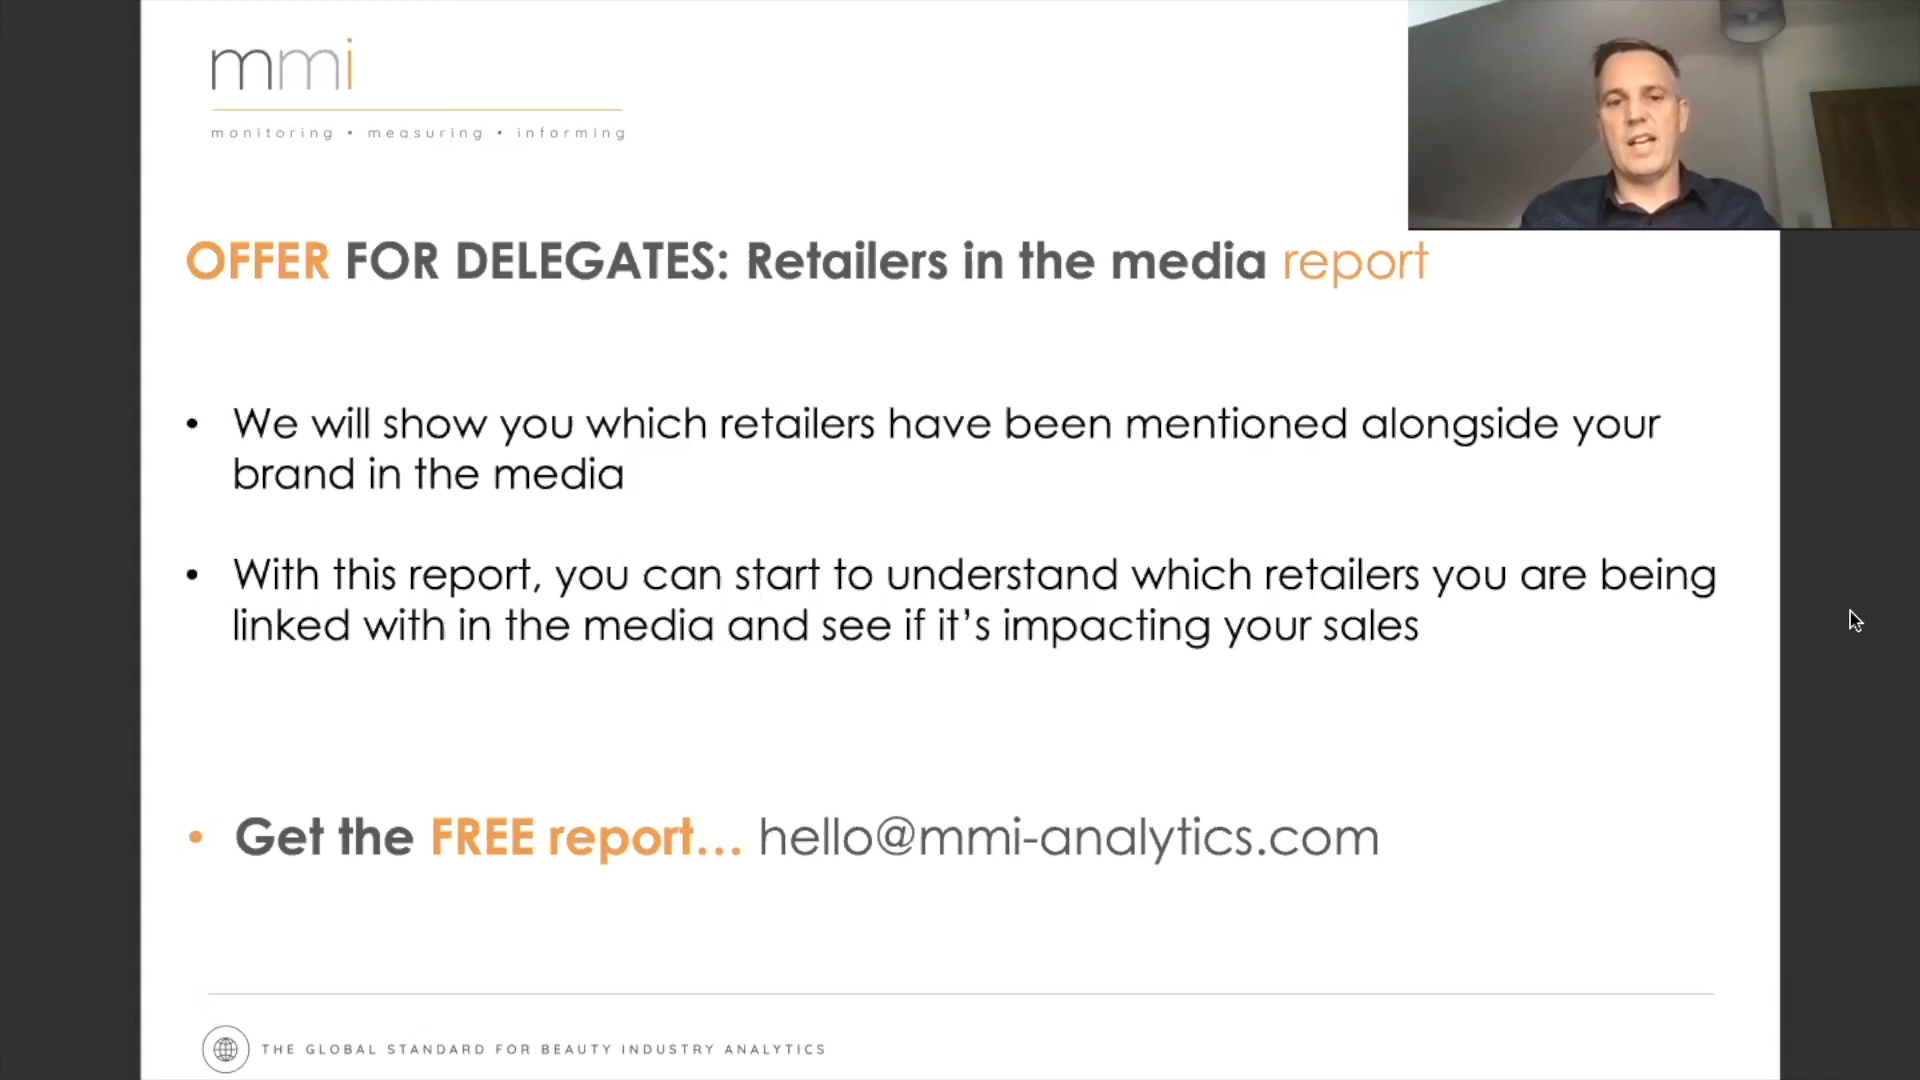 mmi
monitoring • measuring • informing
OFFER FOR DELEGATES: Retailers in the media report
• We will show you which retailers have been mentioned alongside your
brand in the media
• With this report, you can start to understand which retailers you are being
linked with in the media and see if it’s impacting your sales
• Get the FREE report... hello@mmi-analytics.com
THE GLOBAL STANDARD FOR BEAUTY INDUSTRY ANALYTICS